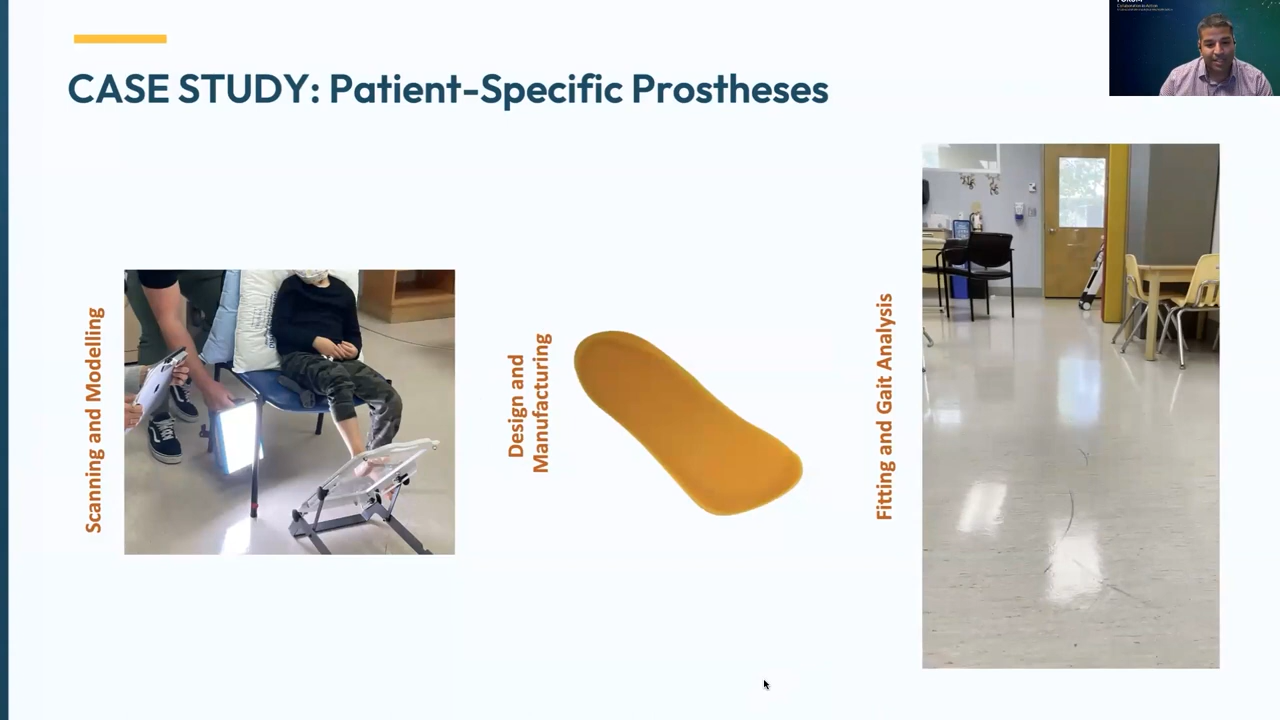 CASE STUDY: Patient-Specific Prostheses
Scanning and Modelling
Design and
Manufacturing
Fitting and Gait Analysis